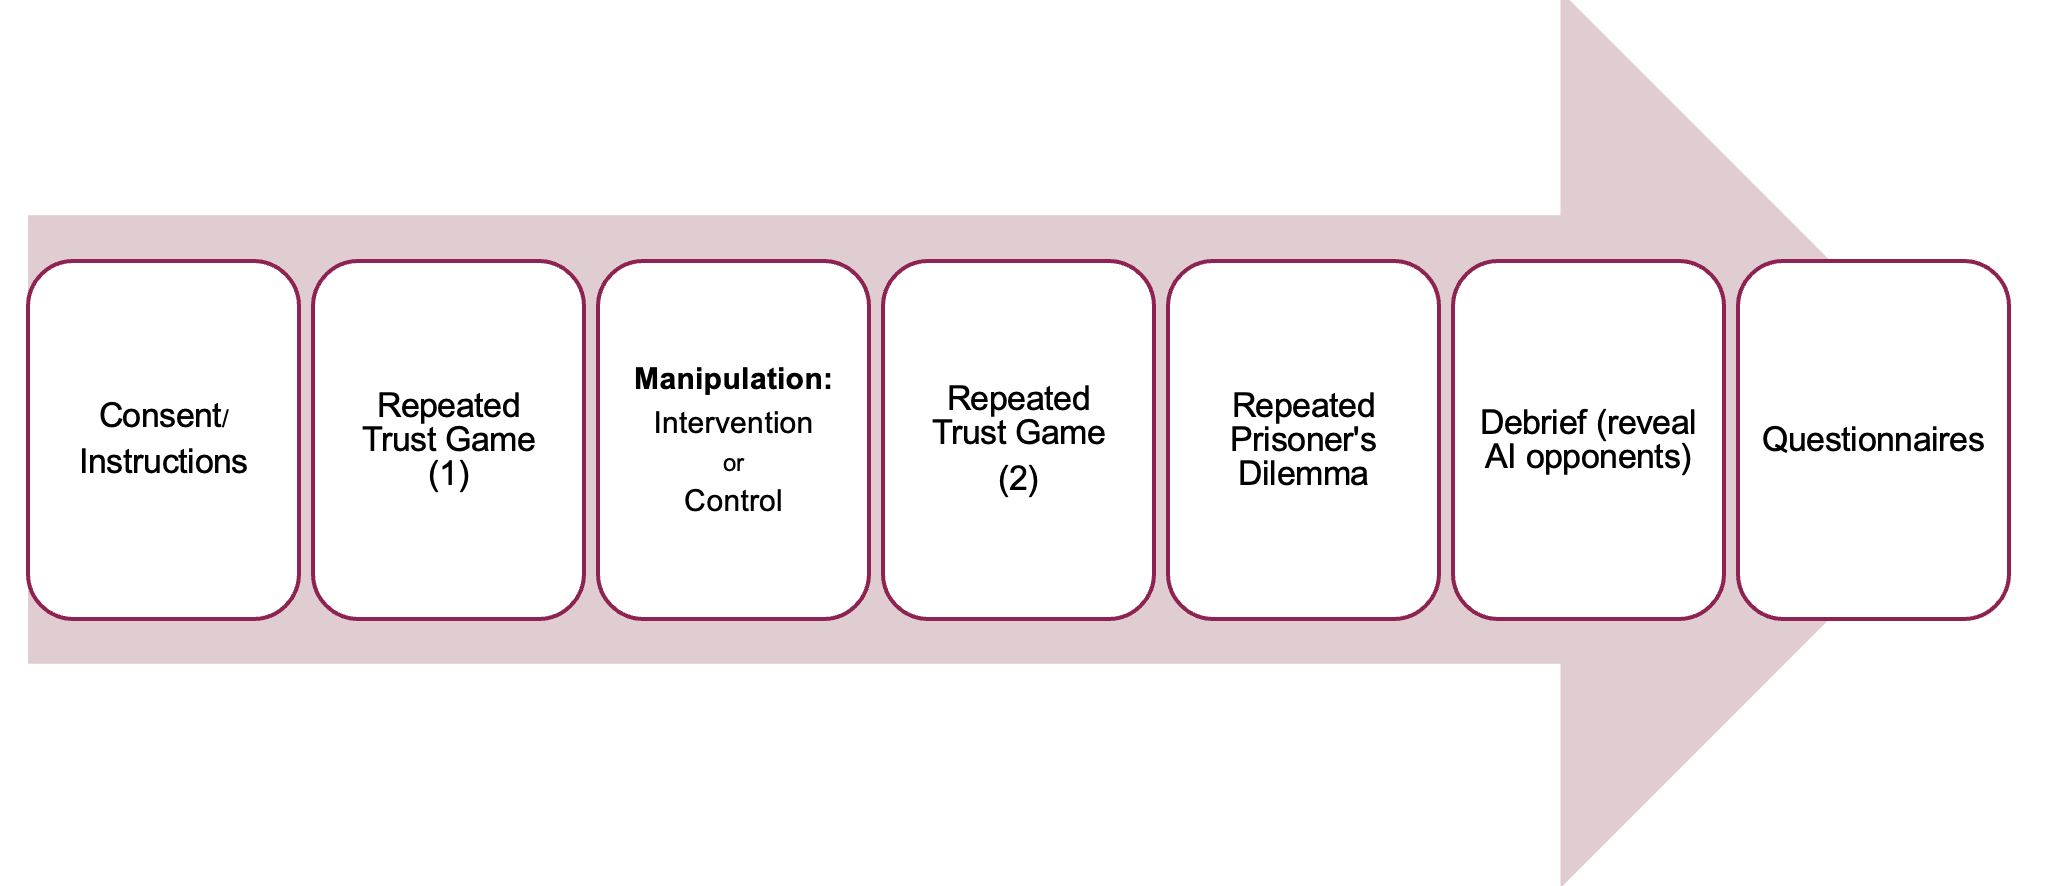 Consent/
Instructions
Repeated
Trust Game
(1)
Manipulation:
Intervention
or
Control
Repeated
Trust Game
(2)
Repeated
Prisoner's
Dilemma
Debrief (reveal
AI opponents)
Questionnaires